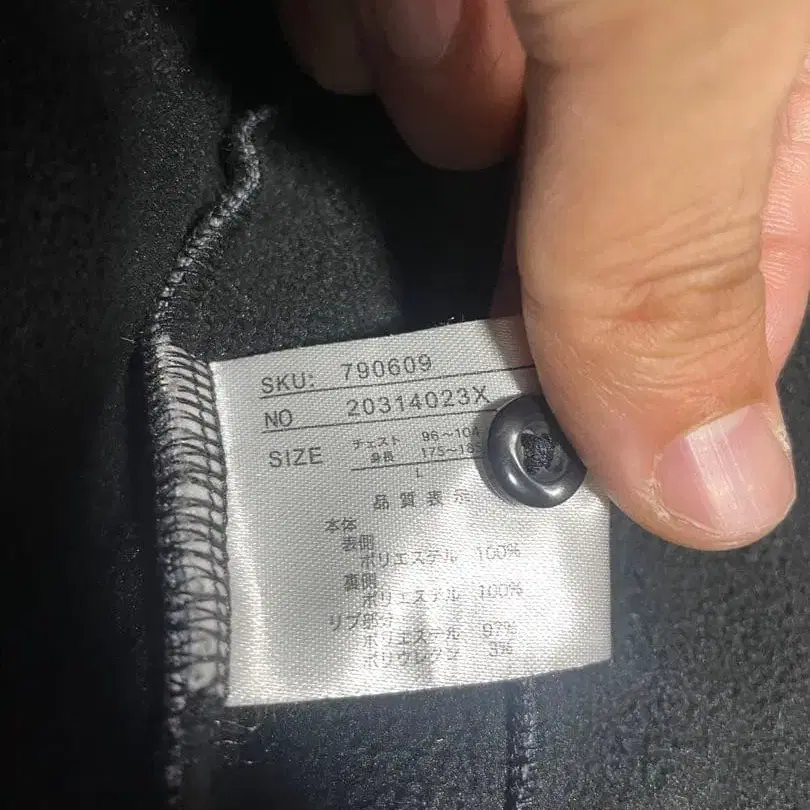 SKU: 790609
NO 20314023X
SIZE チェスト 96~104
身長 175~18
L
品質表示
本体
表側
ポリエステル 100%
裏側
ポリエステル 100%
リブ部分
ポリエステル 97%
ポリウレタン 3%